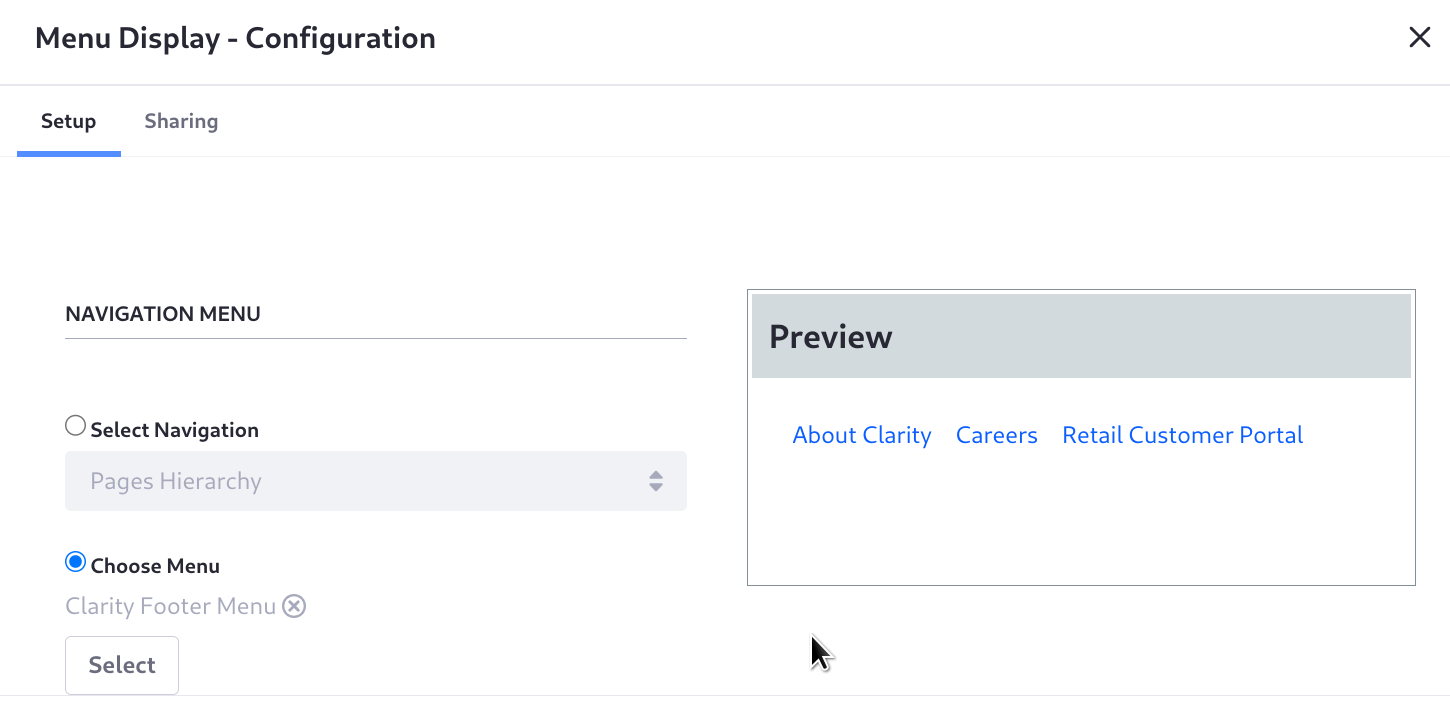 Menu Display - Configuration
Setup Sharing
NAVIGATION MENU
Select Navigation
Pages Hierarchy
Choose Menu
Clarity Footer Menu
Select
Preview
About Clarity Careers Retail Customer Portal